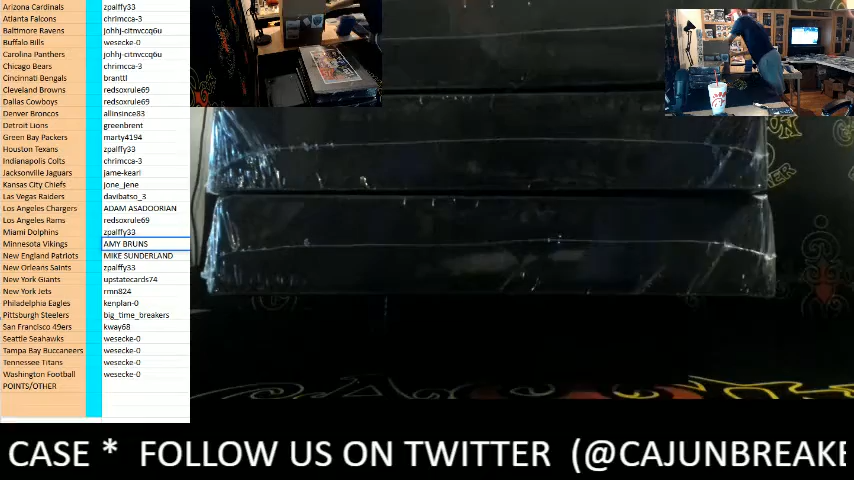 Arizona Cardinals zpalffy33
Atlanta Falcons chrimcca-3
Baltimore Ravens johhj-citnvccq6u
Buffalo Bills wesecke-0
Carolina Panthers johhj-citnvccq6u
Chicago Bears chrimcca-3
Cincinnati Bengals branttl
Cleveland Browns redsoxrule69
Dallas Cowboys redsoxrule69
Denver Broncos allinsince83
Detroit Lions greenbrent
Green Bay Packers marty4194
Houston Texans zpalffy33
Indianapolis Colts chrimcca-3
Jacksonville Jaguars jame-keari
Kansas City Chiefs jone_jene
Las Vegas Raiders davibatso_3
Los Angeles Chargers ADAM ASADOORIAN
Los Angeles Rams redsoxrule69
Miami Dolphins zpalffy33
Minnesota Vikings AMY BRUNS
New England Patriots MIKE SUNDERLAND
New Orleans Saints zpalffy33
New York Giants upstatecards74
New York Jets rmn824
Philadelphia Eagles kenplan-0
Pittsburgh Steelers big_time_breakers
San Francisco 49ers kway68
Seattle Seahawks wesecke-0
Tampa Bay Buccaneers wesecke-0
Tennessee Titans wesecke-0
Washington Football wesecke-0
POINTS/OTHER
CASE * FOLLOW US ON TWITTER (@CAJUNBREAKE